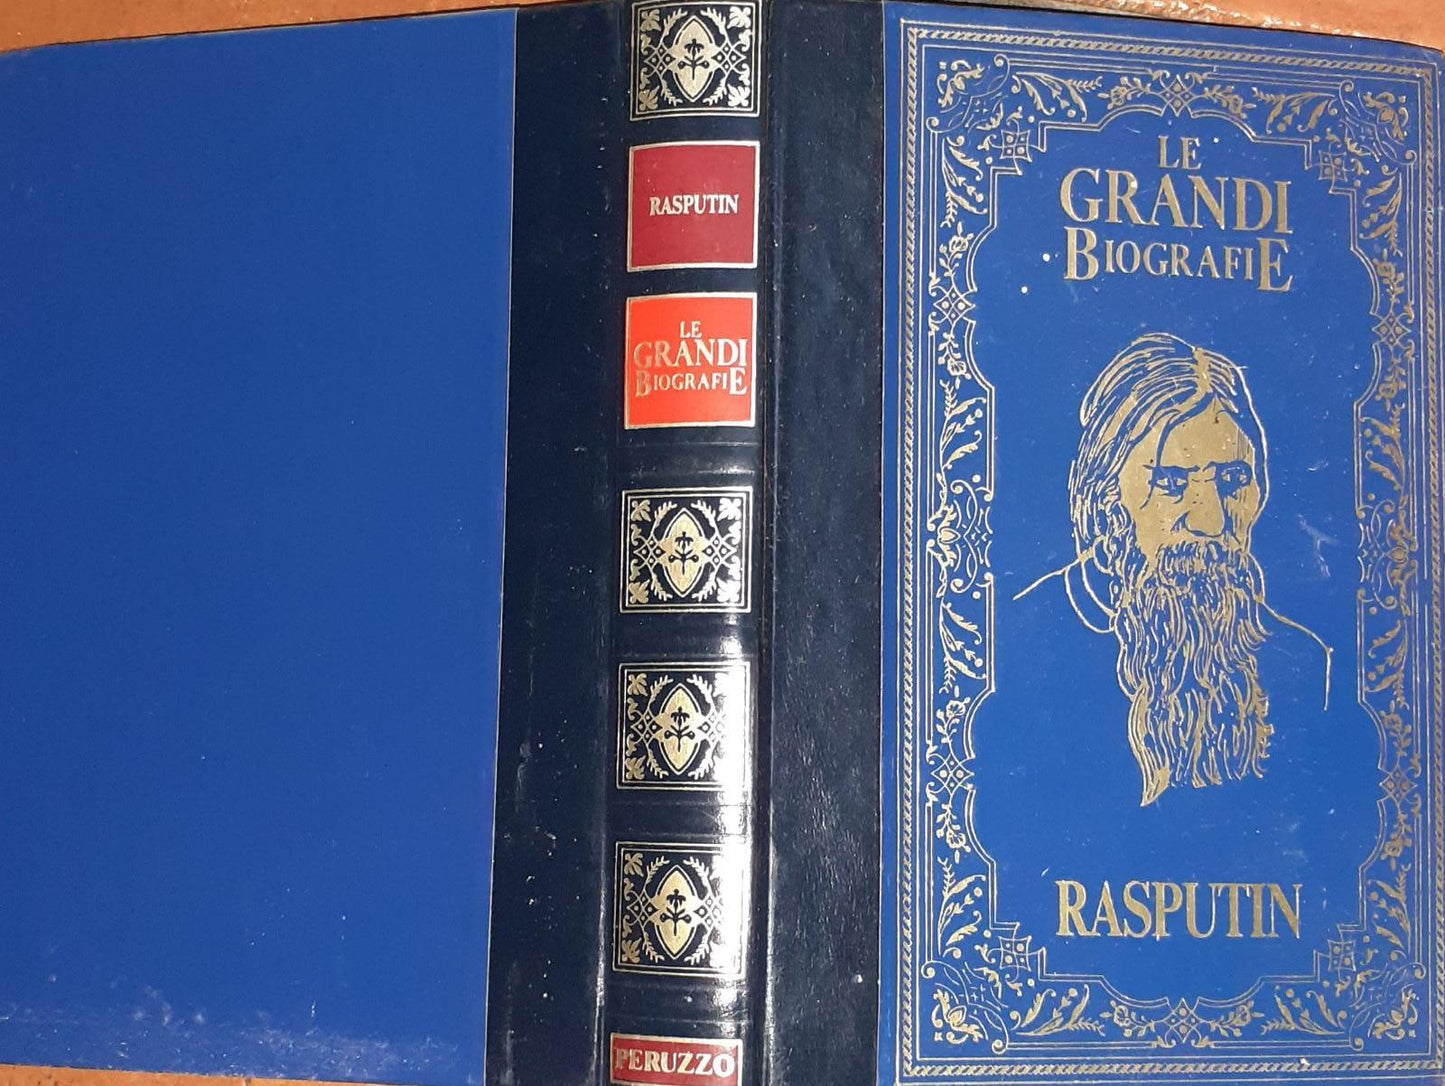 RASPUTIN
LE
GRANDI
BIOGRAFIE
PERUZZO
LE
GRANDI
BIOGRAFIE
RASPUTIN